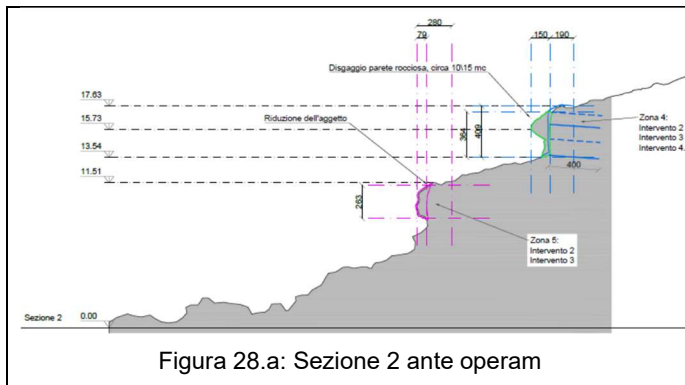 280
79
150
190
Disgaggio parete rocciosa, circa 10\15 mc
17.63
Riduzione dell'aggetto
15.73
364
409
Zona 4:
Intervento 2
Intervento 3
Intervento 4.
13.54
400
11.51
263
Zona 5:
Intervento 2
Intervento 3
Sezione 2
0.00
Figura 28.a: Sezione 2 ante operam